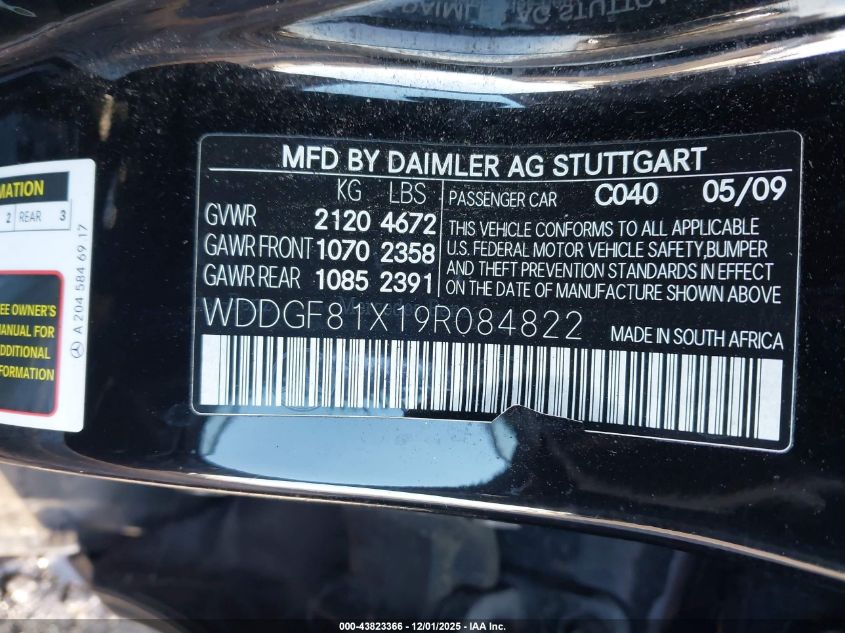 MFD BY DAIMLER AG STUTTGART
KG LBS
GVWR 2120 4672
GAWR FRONT 1070 2358
GAWR REAR 1085 2391
PASSENGER CAR C040 05/09
THIS VEHICLE CONFORMS TO ALL APPLICABLE
U.S. FEDERAL MOTOR VEHICLE SAFETY,BUMPER
AND THEFT PREVENTION STANDARDS IN EFFECT
ON THE DATE OF MANUFACTURE SHOWN ABOVE
WDDGF81X19R084822
MADE IN SOUTH AFRICA
MATION
2 REAR 3
EE OWNER'S
MANUAL FOR
DDITIONAL
FORMATION
A 204 584 69 17
AG STUTTG
000-43823366 - 12/01/2025 - IAA Inc.